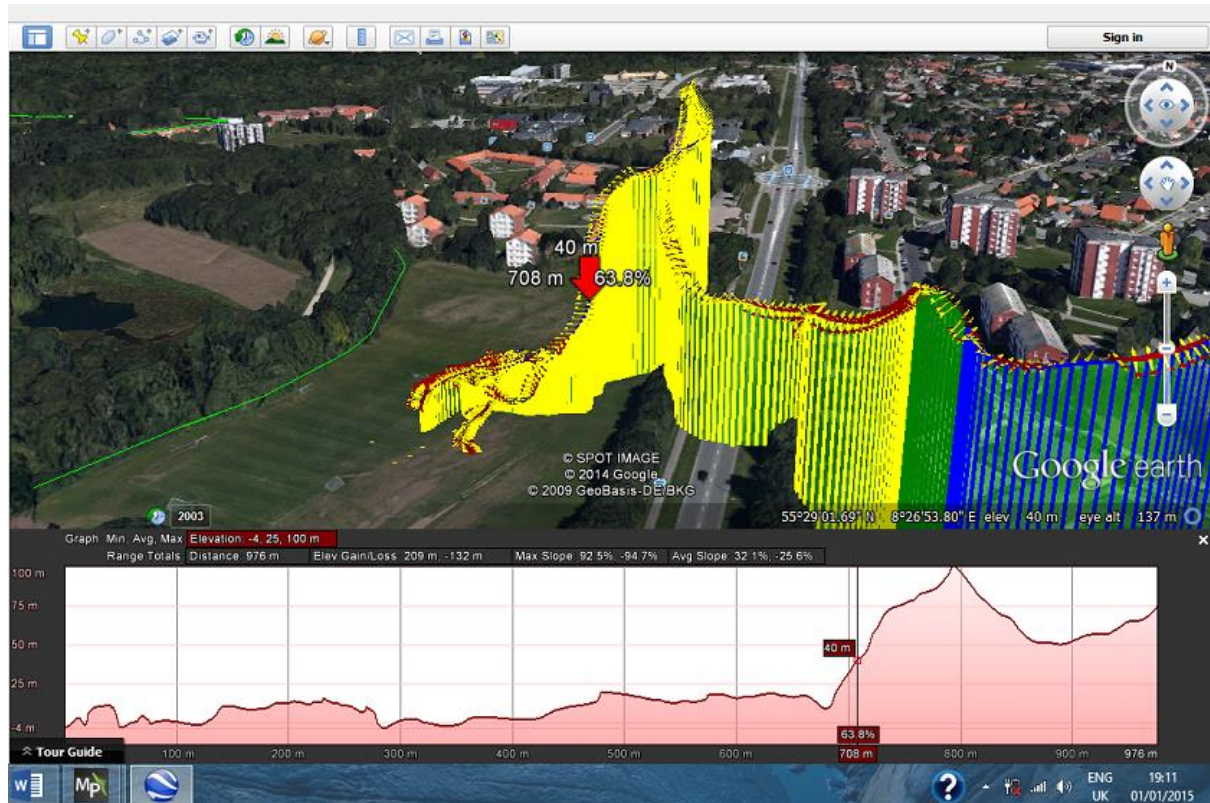 Sign in
N
40 m
708 m 63.8%
© SPOT IMAGE
© 2014 Google
© 2009 GeoBasis-DE/BKG
Google earth
2003
55°29'01.69" N 8°26'53.80" E elev 40 m eye alt 137 m
Graph: Min, Avg, Max Elevation: -4, 25, 100 m
Range Totals: Distance: 976 m Elev Gain/Loss: 209 m, -132 m Max Slope: 92.5%, -94.7% Avg Slope: 32.1%, -25.6%
100 m
75 m
50 m
40 m
25 m
-4 m
63.8%
Tour Guide 100 m 200 m 300 m 400 m 500 m 600 m 708 m 800 m 900 m 976 m
W Mp ? ENG 19:11
UK 01/01/2015